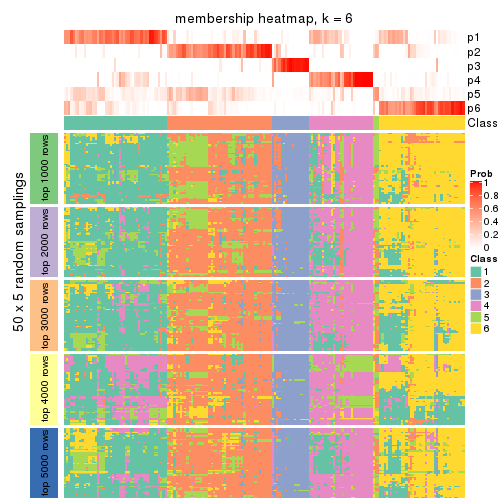 membership heatmap, k = 6
p1
p2
p3
p4
p5
p6
Class
50 x 5 random samplings
top 1000 rows
top 2000 rows
top 3000 rows
top 4000 rows
top 5000 rows
Prob
1
0.8
0.6
0.4
0.2
0
Class
1
2
3
4
5
6